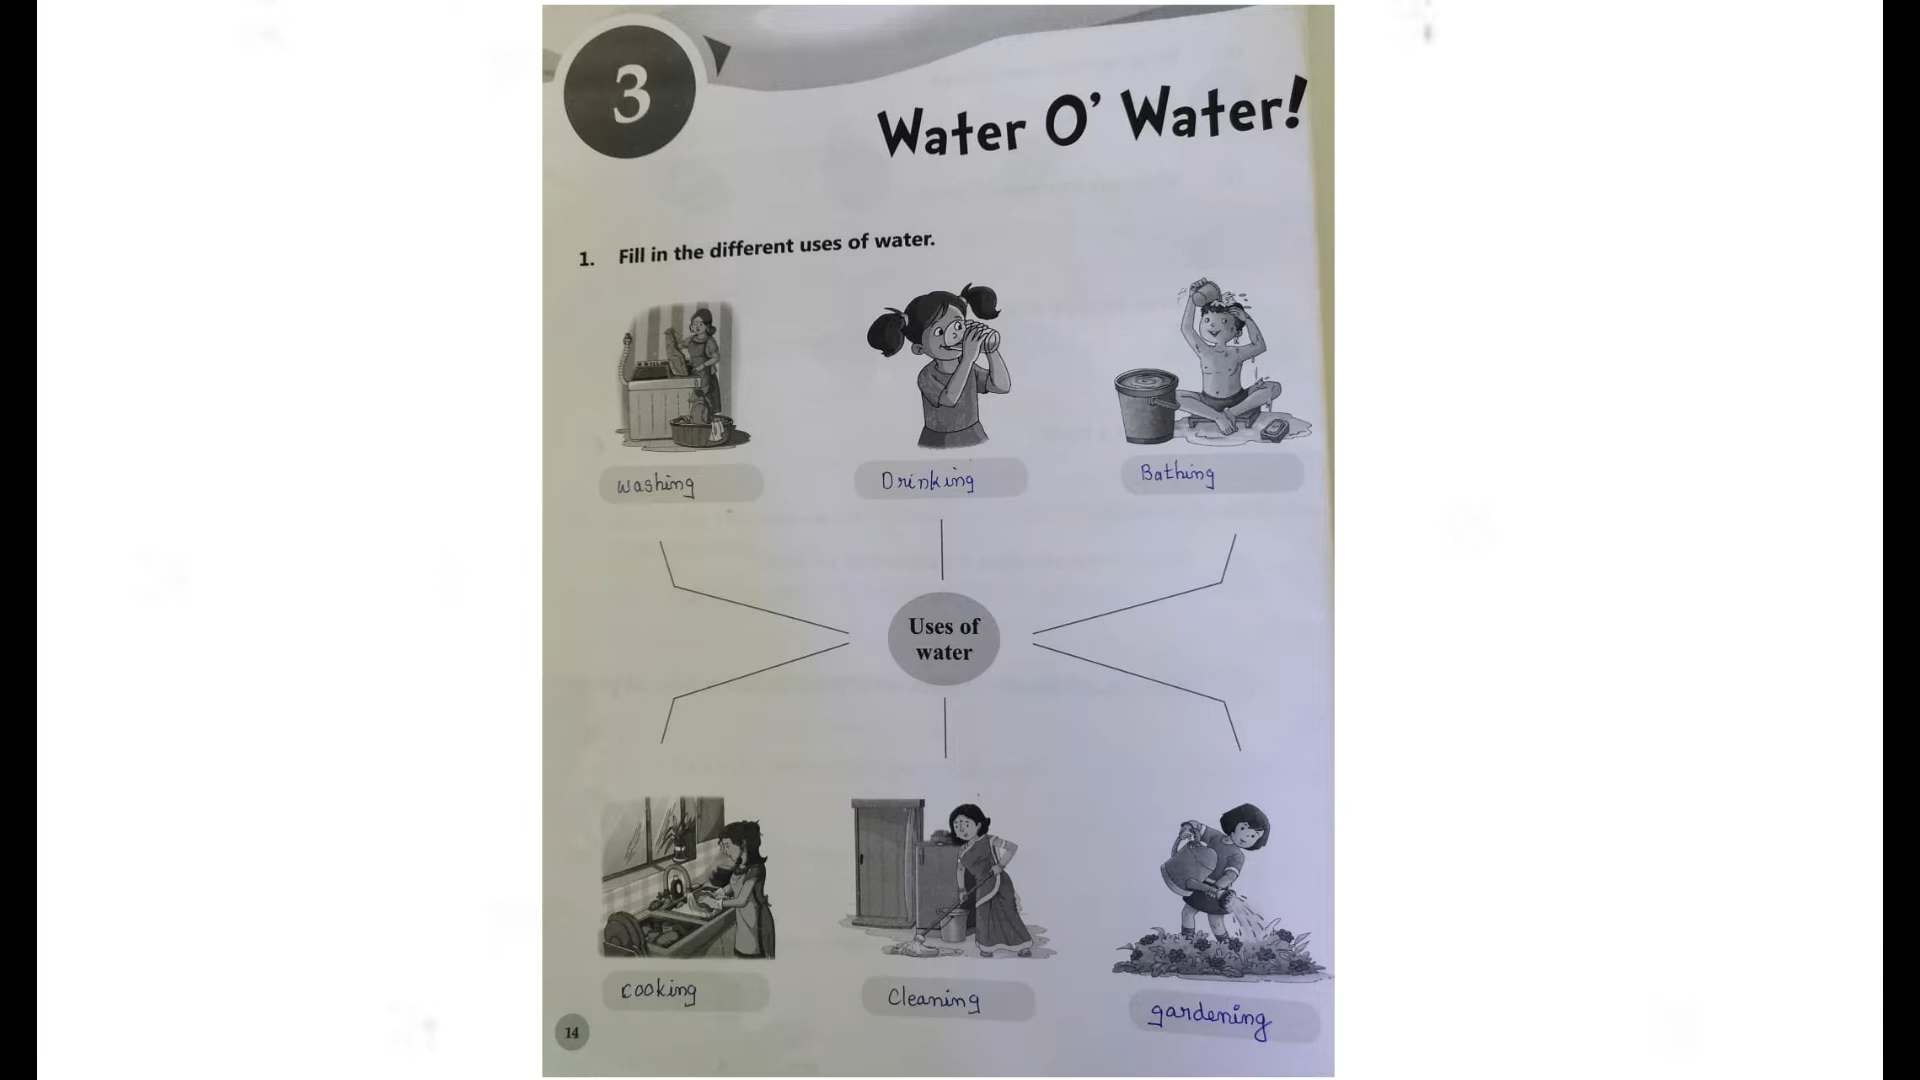 3
Water O' Water!
1. Fill in the different uses of water.
washing
Drinking
Bathing
Uses of
water
cooking
Cleaning
gardening
14